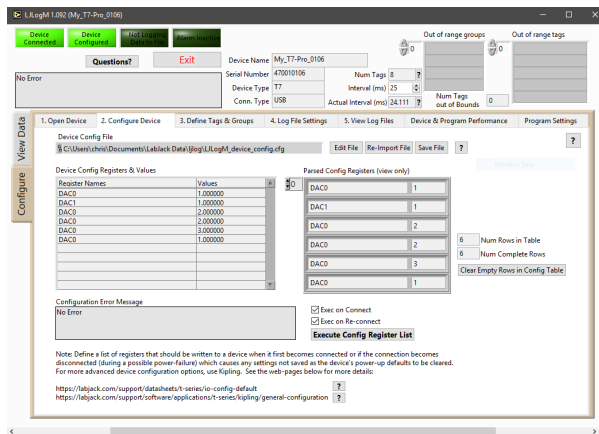 LJLogM 1.092 (My_T7-Pro_0106)
Device Connected
Device Configured
Not Logging Data to File
Alarm Inactive
Questions?
Exit
Device Name My_T7-Pro_0106
Serial Number 470010106
Device Type T7
Conn. Type USB
Num Tags 8 ?
Interval (ms) 25
Actual Interval (ms) 24.111 ?
Out of range groups
0
Out of range tags
0
Num Tags out of Bounds 0
No Error
View Data
Configure
1. Open Device
2. Configure Device
3. Define Tags & Groups
4. Log File Settings
5. View Log Files
Device & Program Performance
Program Settings
Device Config File
C:\Users\chris\Documents\LabJack Data\ljlog\LJLogM_device_config.cfg
Edit File
Re-Import File
Save File
?
?
Device Config Registers & Values
Register Names Values
DAC0 1.000000
DAC1 1.000000
DAC0 2.000000
DAC0 2.000000
DAC0 3.000000
DAC0 1.000000
0
Parsed Config Registers (view only)
DAC0 1
DAC1 1
DAC0 2
DAC0 2
DAC0 3
DAC0 1
6 Num Rows in Table
6 Num Complete Rows
Clear Empty Rows in Config Table
Configuration Error Message
No Error
Exec on Connect
Exec on Re-connect
Execute Config Register List
Note: Define a list of registers that should be written to a device when it first becomes connected or if the connection becomes
disconnected (during a possible power-failure) which causes any settings not saved as the device's power-up defaults to be cleared.
For more advanced device configuration options, use Kipling. See the web-pages below for more details:
https://labjack.com/support/datasheets/t-series/io-config-default ?
https://labjack.com/support/software/applications/t-series/kipling/general-configuration ?